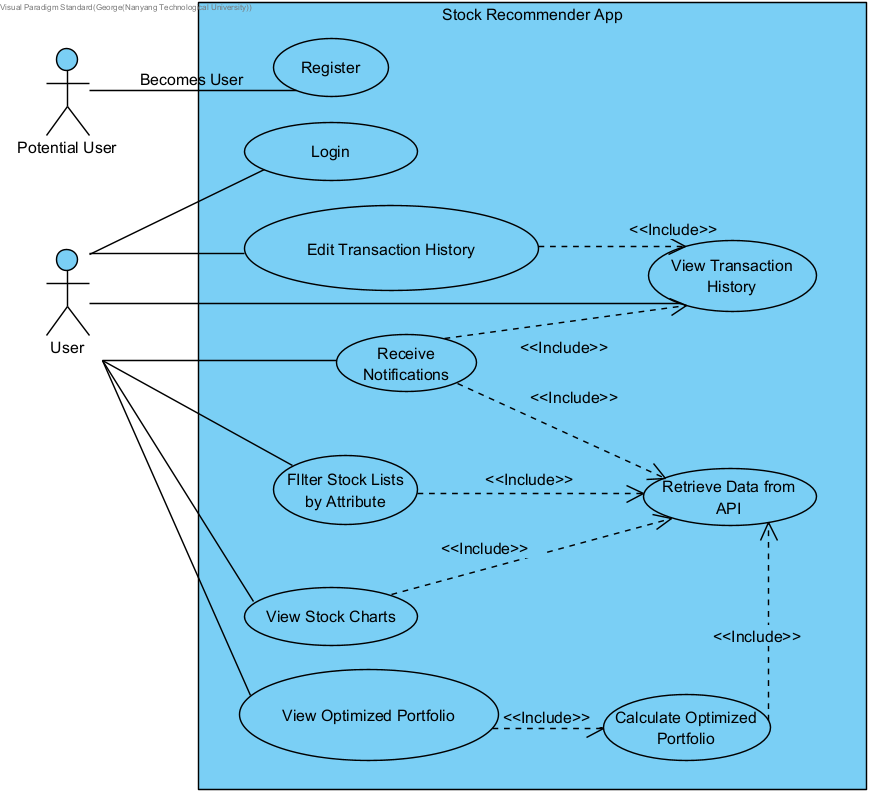 Visual Paradigm Standard(George(Nanyang Technological University))
Stock Recommender App
Becomes User
Register
Potential User
Login
<<Include>>
Edit Transaction History
View Transaction
History
User
<<Include>>
Receive
Notifications
<<Include>>
FIlter Stock Lists
by Attribute
<<Include>>
Retrieve Data from
API
<<Include>>
View Stock Charts
<<Include>>
View Optimized Portfolio
<<Include>>
Calculate Optimized
Portfolio